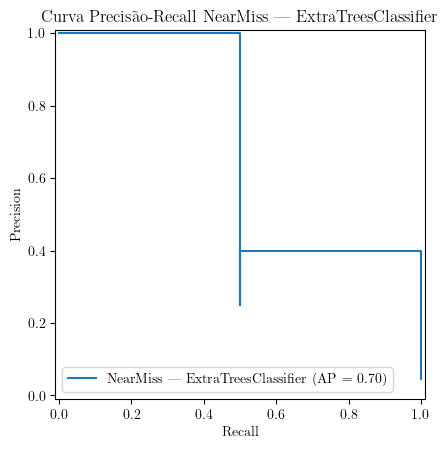 Curva Precisão-Recall NearMiss — ExtraTreesClassifier
1.0
0.8
0.6
0.4
0.2
0.0
Precision
NearMiss — ExtraTreesClassifier (AP = 0.70)
0.0 0.2 0.4 0.6 0.8 1.0
Recall